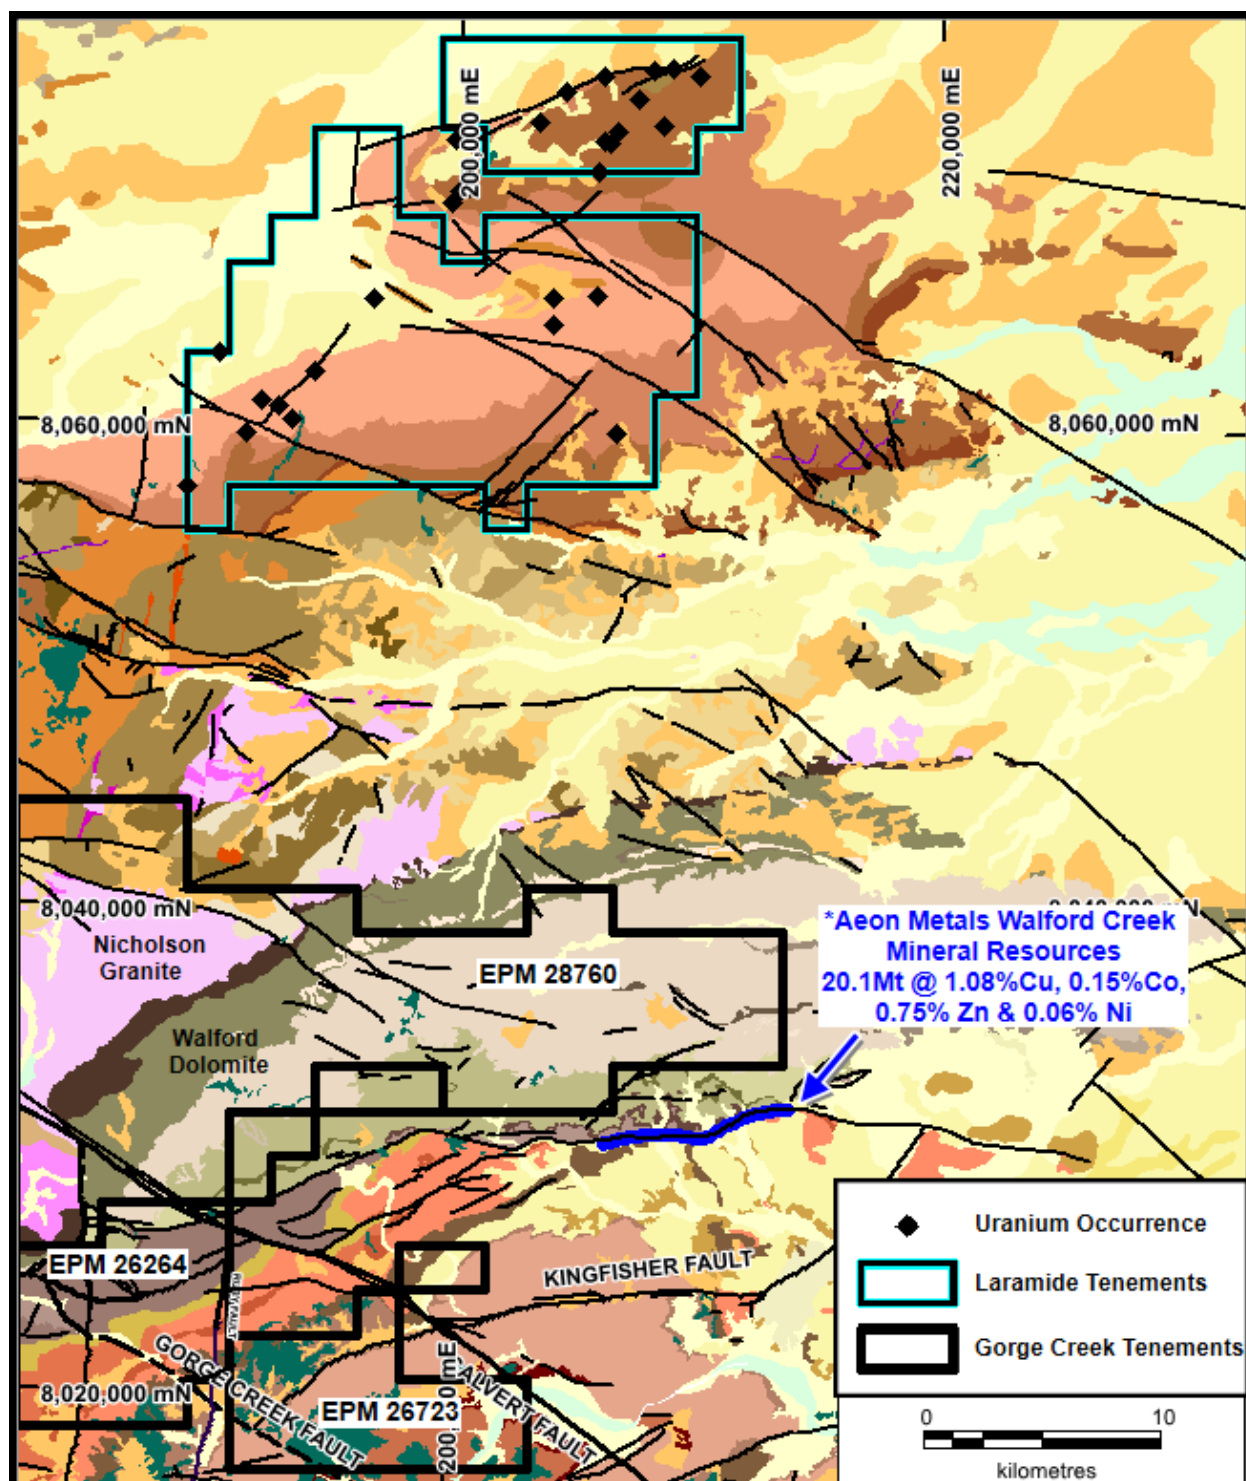 200,000 mE
220,000 mE
8,060,000 mN
8,060,000 mN
8,040,000 mN
Nicholson
Granite
EPM 28760
*Aeon Metals Walford Creek
Mineral Resources
20.1Mt @ 1.08%Cu, 0.15%Co,
0.75% Zn & 0.06% Ni
Walford
Dolomite
EPM 26264
KINGFISHER FAULT
GORGE CREEK FAULT
CALVERT FAULT
8,020,000 mN
EPM 26723
Uranium Occurrence
Laramide Tenements
Gorge Creek Tenements
0 10
kilometres